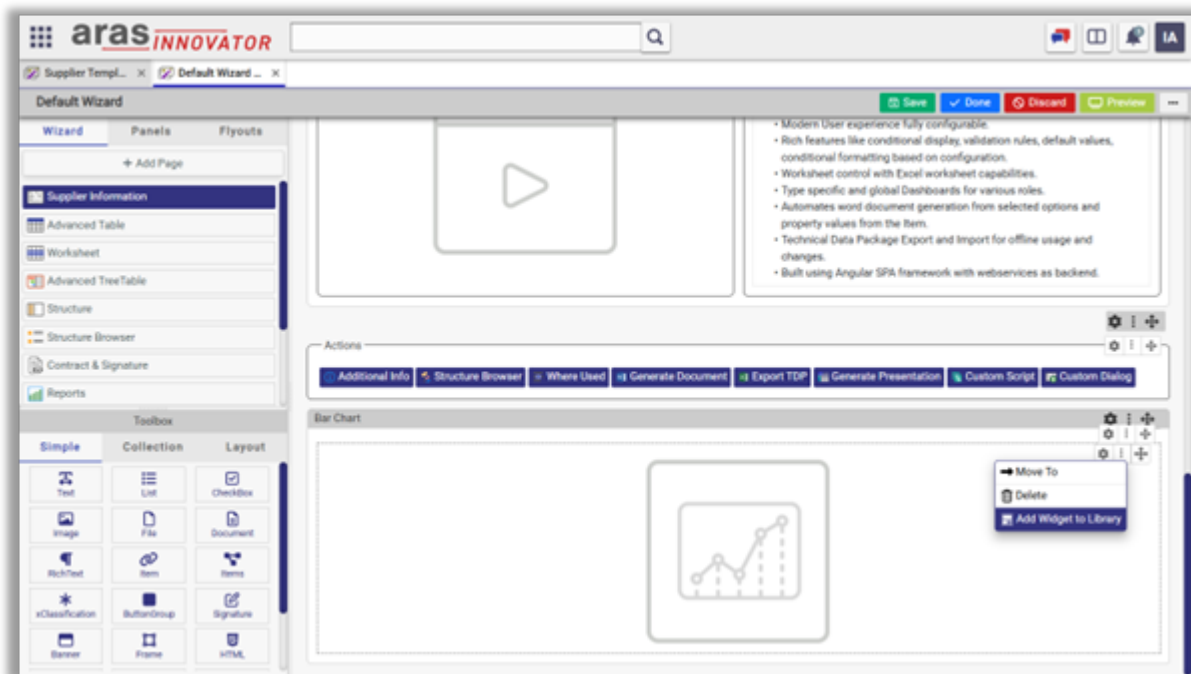 aras INNOVATOR
IA
Supplier Templ... ×
Default Wizard ... ×
Default Wizard
Save
Done
Discard
Preview
Wizard
Panels
Flyouts
+ Add Page
Supplier Information
Advanced Table
Worksheet
Advanced TreeTable
Structure
Structure Browser
Contract & Signature
Reports
Toolbox
Simple
Collection
Layout
Text
List
CheckBox
Image
File
Document
RichText
Item
Items
xClassification
ButtonGroup
Signature
Banner
Frame
HTML
• Modern User experience fully configurable.
• Rich features like conditional display, validation rules, default values,
conditional formatting based on configuration.
• Worksheet control with Excel worksheet capabilities.
• Type specific and global Dashboards for various roles.
• Automates word document generation from selected options and
property values from the Item.
• Technical Data Package Export and Import for offline usage and
changes.
• Built using Angular SPA framework with webservices as backend.
Actions
Additional Info
Structure Browser
Where Used
Generate Document
Export TDP
Generate Presentation
Custom Script
Custom Dialog
Bar Chart
Move To
Delete
Add Widget to Library